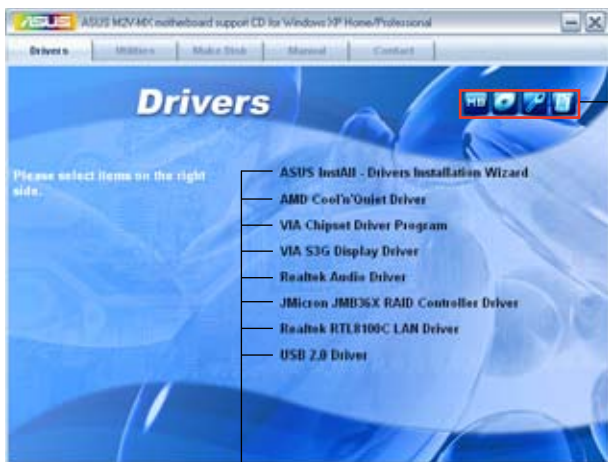 ASUS ASUS M2V-MX motherboard support CD for Windows XP Home/Professional
Drivers Utilities Make Disk Manual Contact
Drivers
Please select items on the right
side.
ASUS InstAll - Drivers Installation Wizard
AMD Cool'n'Quiet Driver
VIA Chipset Driver Program
VIA S3G Display Driver
Realtek Audio Driver
JMicron JMB36X RAID Controller Driver
Realtek RTL8100C LAN Driver
USB 2.0 Driver